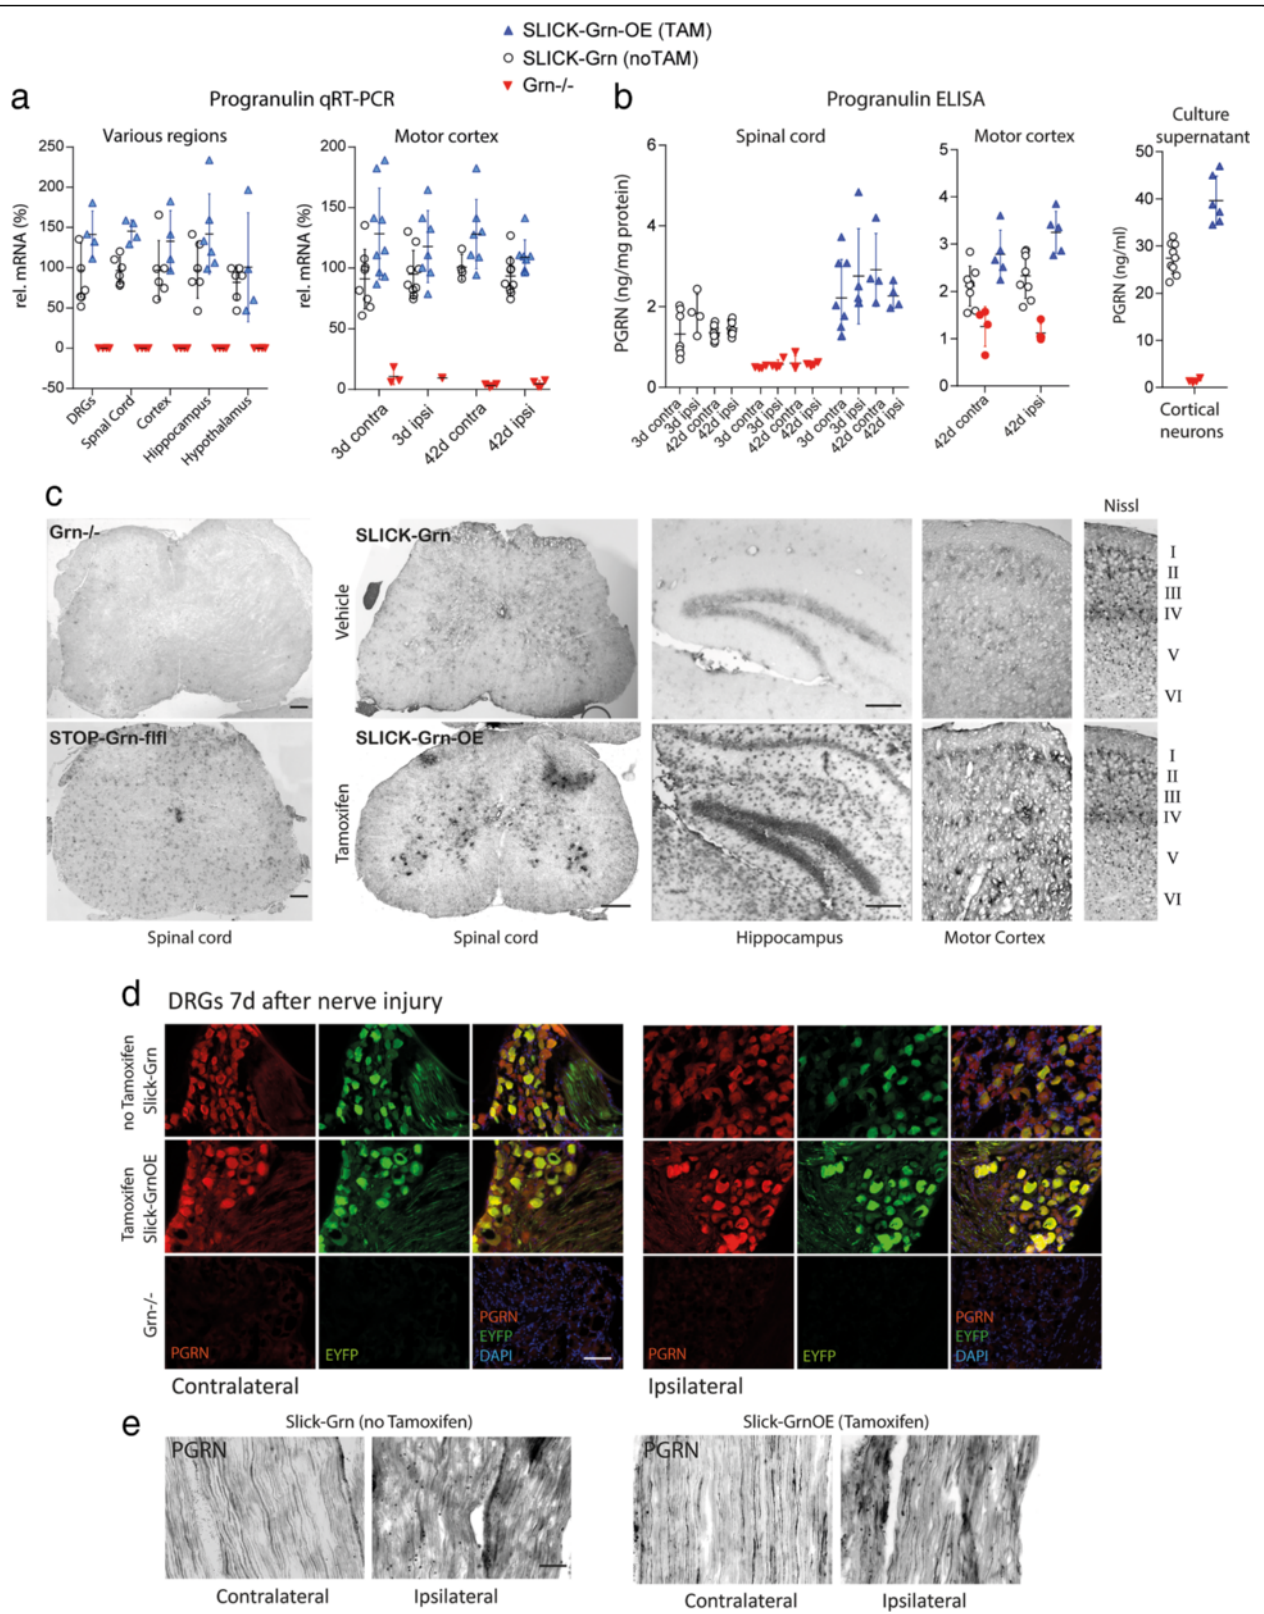 SLICK-Grn-OE (TAM)
SLICK-Grn (noTAM)
Grn-/-
a
Progranulin qRT-PCR
Various regions
rel. mRNA (%)
250
200
150
100
50
0
-50
DRGs
Spnal Cord
Cortex
Hippocampus
Hypothalamus
Motor cortex
rel. mRNA (%)
200
150
100
50
0
3d contra
3d ipsi
42d contra
42d ipsi
b
Progranulin ELISA
Spinal cord
PGRN (ng/mg protein)
6
4
2
0
3d contra
3d ipsi
42d contra
42d ipsi
3d contra
3d ipsi
42d contra
42d ipsi
3d contra
3d ipsi
42d contra
42d ipsi
Motor cortex
5
4
3
2
1
0
42d contra
42d ipsi
Culture
supernatant
PGRN (ng/ml)
50
40
30
20
10
0
Cortical
neurons
c
Grn-/-
SLICK-Grn
Vehicle
Nissl
I
II
III
IV
V
VI
STOP-Grn-flfl
SLICK-Grn-OE
Tamoxifen
I
II
III
IV
V
VI
Spinal cord
Spinal cord
Hippocampus
Motor Cortex
d
DRGs 7d after nerve injury
no Tamoxifen
Slick-Grn
Tamoxifen
Slick-GrnOE
Grn-/-
PGRN
EYFP
PGRN
EYFP
DAPI
PGRN
EYFP
PGRN
EYFP
DAPI
Contralateral
Ipsilateral
e
Slick-Grn (no Tamoxifen)
Slick-GrnOE (Tamoxifen)
PGRN
PGRN
Contralateral
Ipsilateral
Contralateral
Ipsilateral